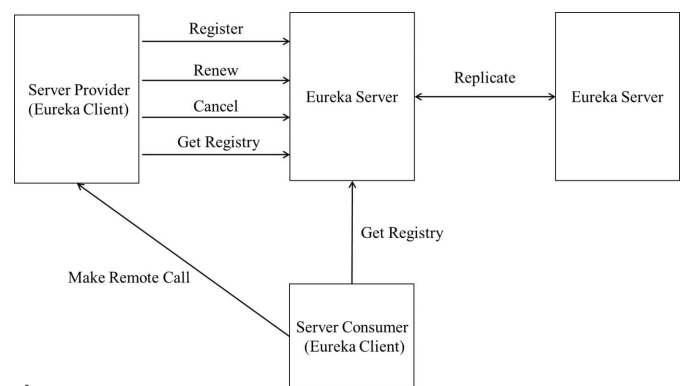 Register
Renew
Cancel
Get Registry
Server Provider
(Eureka Client)
Eureka Server
Replicate
Eureka Server
Get Registry
Make Remote Call
Server Consumer
(Eureka Client)